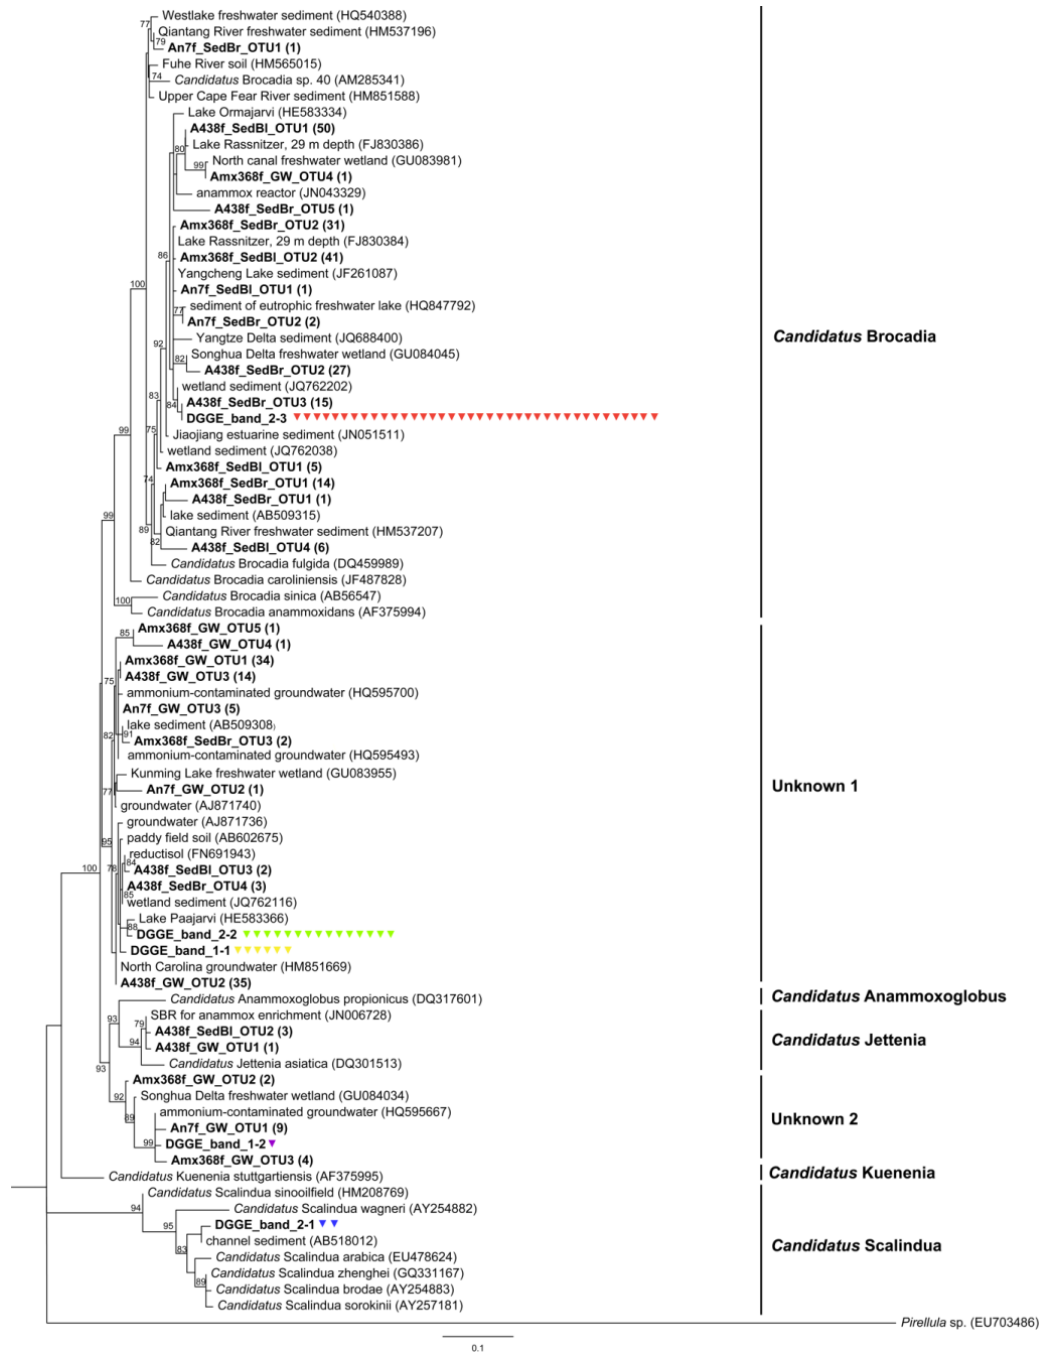 Westlake freshwater sediment (HQ540388)
77
Qiantang River freshwater sediment (HM537196)
79
An7f_SedBr_OTU1 (1)
Fuhe River soil (HM565015)
74
Candidatus Brocadia sp. 40 (AM285341)
Upper Cape Fear River sediment (HM851588)
Lake Ormajarvi (HE583334)
A438f_SedBl_OTU1 (50)
80
Lake Rassnitzer, 29 m depth (FJ830386)
99
North canal freshwater wetland (GU083981)
Amx368f_GW_OTU4 (1)
anammox reactor (JN043329)
A438f_SedBr_OTU5 (1)
Amx368f_SedBr_OTU2 (31)
Lake Rassnitzer, 29 m depth (FJ830384)
86
Amx368f_SedBl_OTU2 (41)
Yangcheng Lake sediment (JF261087)
100
An7f_SedBl_OTU1 (1)
77
sediment of eutrophic freshwater lake (HQ847792)
An7f_SedBr_OTU2 (2)
Candidatus Brocadia
Yangtze Delta sediment (JQ688400)
92
Songhua Delta freshwater wetland (GU084045)
82
A438f_SedBr_OTU2 (27)
wetland sediment (JQ762202)
83
84
A438f_SedBr_OTU3 (15)
DGGE_band_2-3
99
75
Jiaojiang estuarine sediment (JN051511)
wetland sediment (JQ762038)
Amx368f_SedBl_OTU1 (5)
74
Amx368f_SedBr_OTU1 (14)
A438f_SedBr_OTU1 (1)
99
lake sediment (AB509315)
89
Qiantang River freshwater sediment (HM537207)
82
A438f_SedBl_OTU4 (6)
Candidatus Brocadia fulgida (DQ459989)
Candidatus Brocadia caroliniensis (JF487828)
Candidatus Brocadia sinica (AB56547)
100
Candidatus Brocadia anammoxidans (AF375994)
Amx368f_GW_OTU5 (1)
85
A438f_GW_OTU4 (1)
Amx368f_GW_OTU1 (34)
75
A438f_GW_OTU3 (14)
ammonium-contaminated groundwater (HQ595700)
An7f_GW_OTU3 (5)
lake sediment (AB509308)
82
91
Amx368f_SedBr_OTU3 (2)
ammonium-contaminated groundwater (HQ595493)
Kunming Lake freshwater wetland (GU083955)
Unknown 1
77
An7f_GW_OTU2 (1)
groundwater (AJ871740)
groundwater (AJ871736)
95
paddy field soil (AB602675)
reductisol (FN691943)
84
100
78
A438f_SedBl_OTU3 (2)
A438f_SedBr_OTU4 (3)
85
wetland sediment (JQ762116)
Lake Paajarvi (HE583366)
88
DGGE_band_2-2
DGGE_band_1-1
North Carolina groundwater (HM851669)
A438f_GW_OTU2 (35)
Candidatus Anammoxoglobus propionicus (DQ317601)
Candidatus Anammoxoglobus
93
SBR for anammox enrichment (JN006728)
79
A438f_SedBl_OTU2 (3)
94
A438f_GW_OTU1 (1)
Candidatus Jettenia
93
Candidatus Jettenia asiatica (DQ301513)
Amx368f_GW_OTU2 (2)
92
Songhua Delta freshwater wetland (GU084034)
ammonium-contaminated groundwater (HQ595667)
89
Unknown 2
An7f_GW_OTU1 (9)
99
DGGE_band_1-2
Amx368f_GW_OTU3 (4)
Candidatus Kuenenia stuttgartiensis (AF375995)
Candidatus Kuenenia
Candidatus Scalindua sinooilfield (HM208769)
94
Candidatus Scalindua wagneri (AY254882)
95
DGGE_band_2-1
channel sediment (AB518012)
Candidatus Scalindua
83
Candidatus Scalindua arabica (EU478624)
Candidatus Scalindua zhenghei (GQ331167)
89
Candidatus Scalindua brodae (AY254883)
Candidatus Scalindua sorokinii (AY257181)
Pirellula sp. (EU703486)
0.1